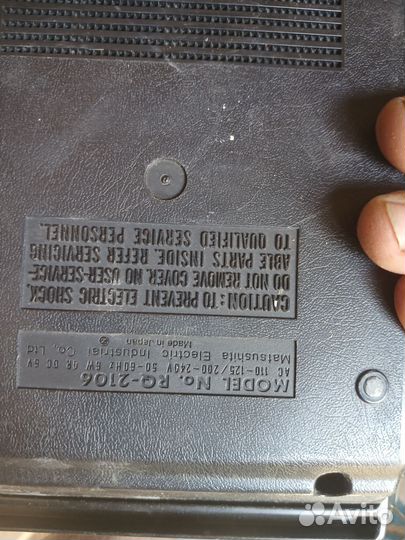 MODEL No. RQ-2106
AC 110-125/200-240V 50-60Hz 6W OR DC 6V
Matsushita Electric Industrial Co., Ltd
Made in Japan
CAUTION: TO PREVENT ELECTRIC SHOCK,
DO NOT REMOVE COVER. NO USER-SERVICE-
ABLE PARTS INSIDE. REFER SERVICING
TO QUALIFIED SERVICE PERSONNEL.
Avito